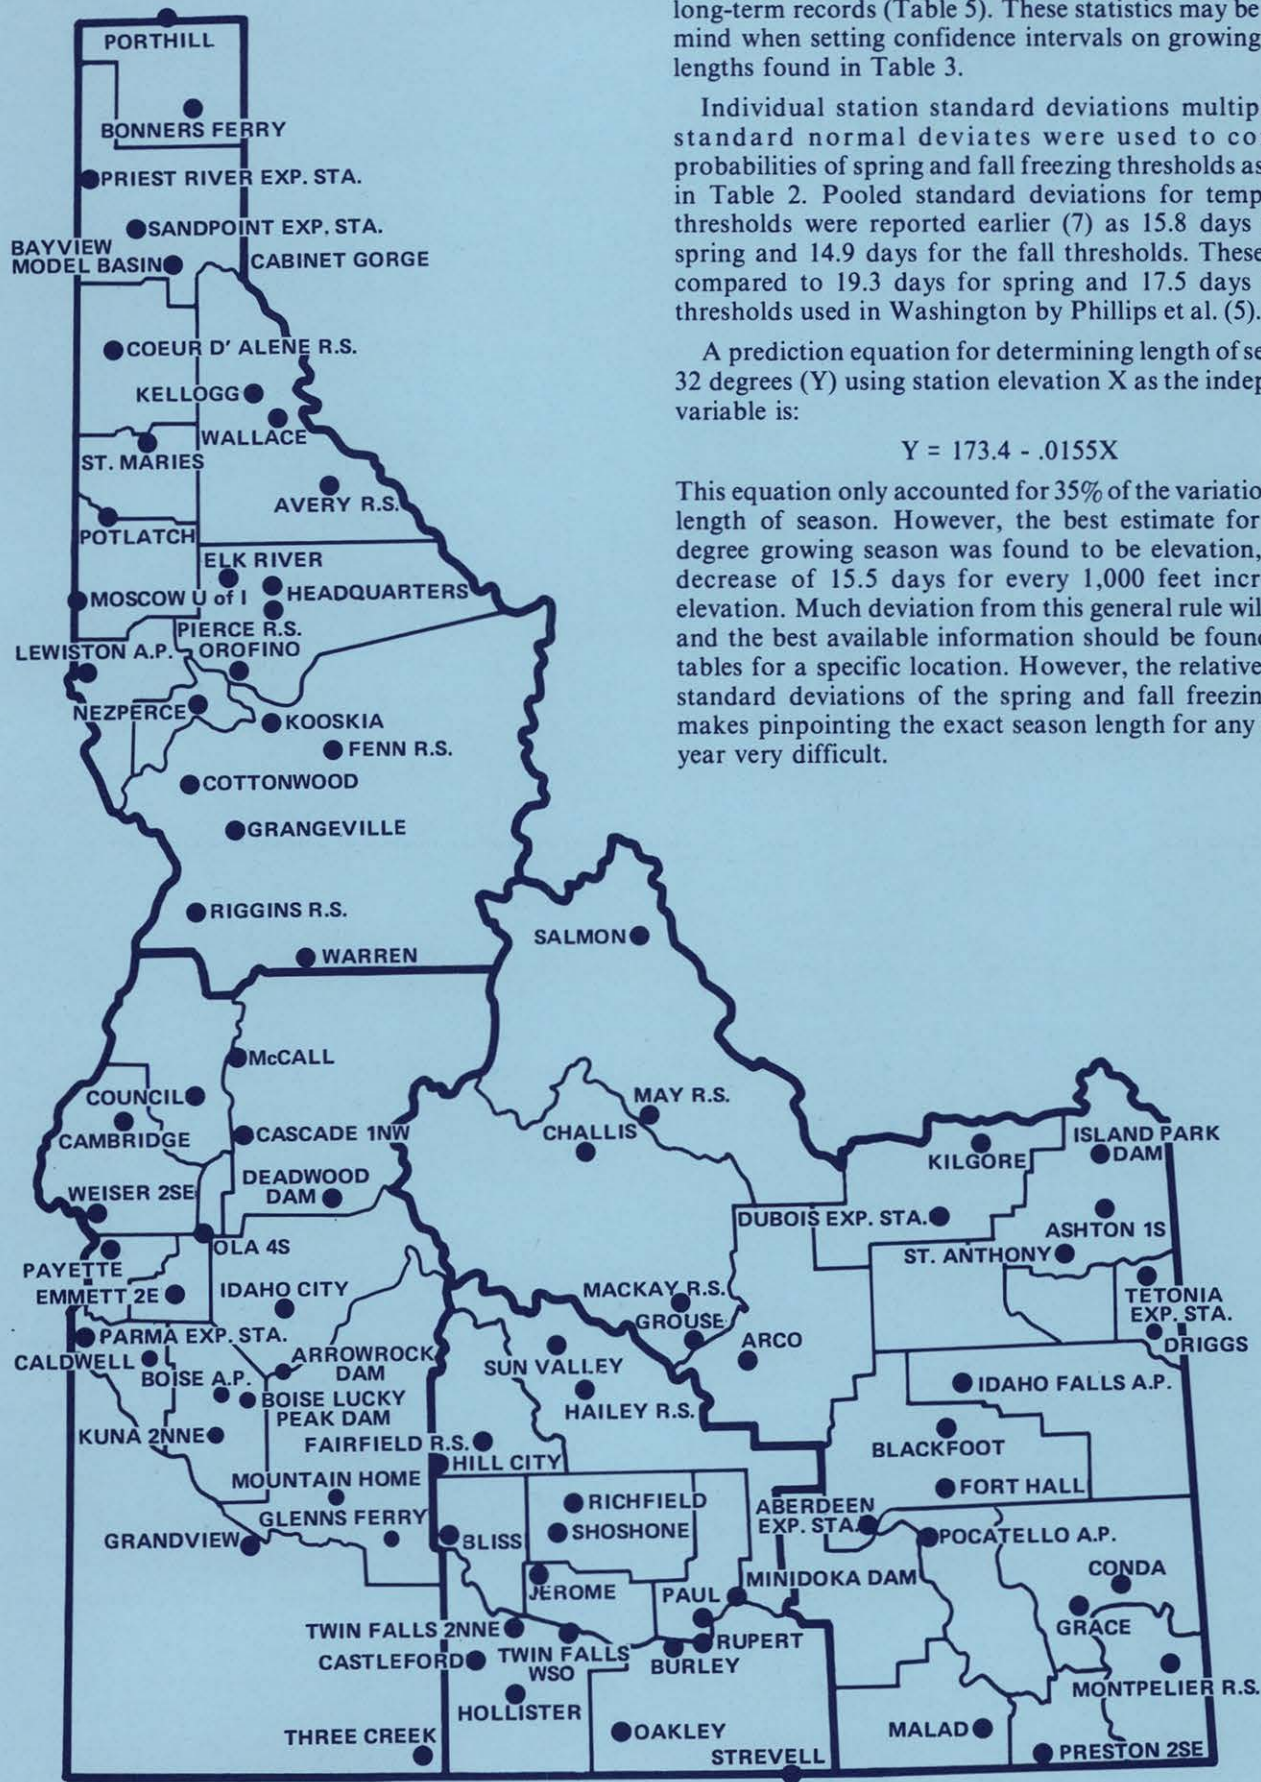 long-term records (Table 5). These statistics may be
mind when setting confidence intervals on growing
lengths found in Table 3.
Individual station standard deviations multip
standard normal deviates were used to co
probabilities of spring and fall freezing thresholds as
in Table 2. Pooled standard deviations for temp
thresholds were reported earlier (7) as 15.8 days
spring and 14.9 days for the fall thresholds. These
compared to 19.3 days for spring and 17.5 days
thresholds used in Washington by Phillips et al. (5).
A prediction equation for determining length of se
32 degrees (Y) using station elevation X as the indep
variable is:
Y = 173.4 - .0155X
This equation only accounted for 35% of the variatio
length of season. However, the best estimate for
degree growing season was found to be elevation,
decrease of 15.5 days for every 1,000 feet incr
elevation. Much deviation from this general rule wil
and the best available information should be foun
tables for a specific location. However, the relative
standard deviations of the spring and fall freezin
makes pinpointing the exact season length for any
year very difficult.
PORTHILL
BONNERS FERRY
PRIEST RIVER EXP. STA.
SANDPOINT EXP. STA.
BAYVIEW
MODEL BASIN
CABINET GORGE
COEUR D' ALENE R.S.
KELLOGG
WALLACE
ST. MARIES
AVERY R.S.
POTLATCH
ELK RIVER
HEADQUARTERS
MOSCOW U of I
PIERCE R.S.
LEWISTON A.P.
OROFINO
NEZPERCE
KOOSKIA
FENN R.S.
COTTONWOOD
GRANGEVILLE
RIGGINS R.S.
SALMON
WARREN
McCALL
COUNCIL
MAY R.S.
CAMBRIDGE
CASCADE 1NW
CHALLIS
KILGORE
ISLAND PARK
DAM
DEADWOOD
DAM
WEISER 2SE
DUBOIS EXP. STA.
ASHTON 1S
OLA 4S
ST. ANTHONY
PAYETTE
EMMETT 2E
IDAHO CITY
MACKAY R.S.
TETONIA
EXP. STA.
GROUSE
PARMA EXP. STA.
ARCO
DRIGGS
CALDWELL
ARROWROCK
DAM
SUN VALLEY
BOISE A.P.
BOISE LUCKY
PEAK DAM
HAILEY R.S.
IDAHO FALLS A.P.
KUNA 2NNE
FAIRFIELD R.S.
BLACKFOOT
HILL CITY
MOUNTAIN HOME
FORT HALL
RICHFIELD
ABERDEEN
EXP. STA.
GLENNS FERRY
SHOSHONE
GRANDVIEW
BLISS
POCATELLO A.P.
JEROME
MINIDOKA DAM
CONDA
PAUL
GRACE
TWIN FALLS 2NNE
RUPERT
CASTLEFORD
TWIN FALLS
WSO
BURLEY
MONTPELIER R.S.
HOLLISTER
THREE CREEK
OAKLEY
MALAD
STREVELL
PRESTON 2SE